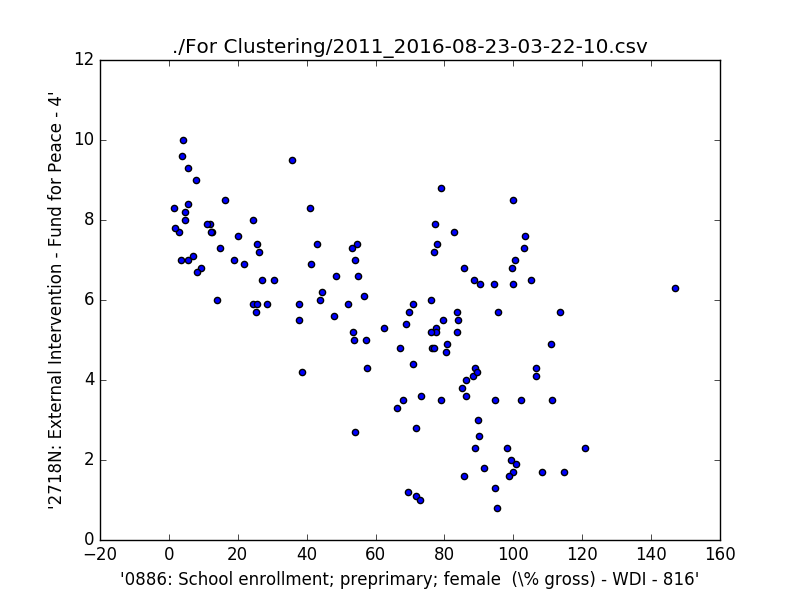 ./For Clustering/2011_2016-08-23-03-22-10.csv
12
10
8
6
4
2
0
'2718N: External Intervention - Fund for Peace - 4'
−20 0 20 40 60 80 100 120 140 160
'0886: School enrollment; preprimary; female  (\% gross) - WDI - 816'